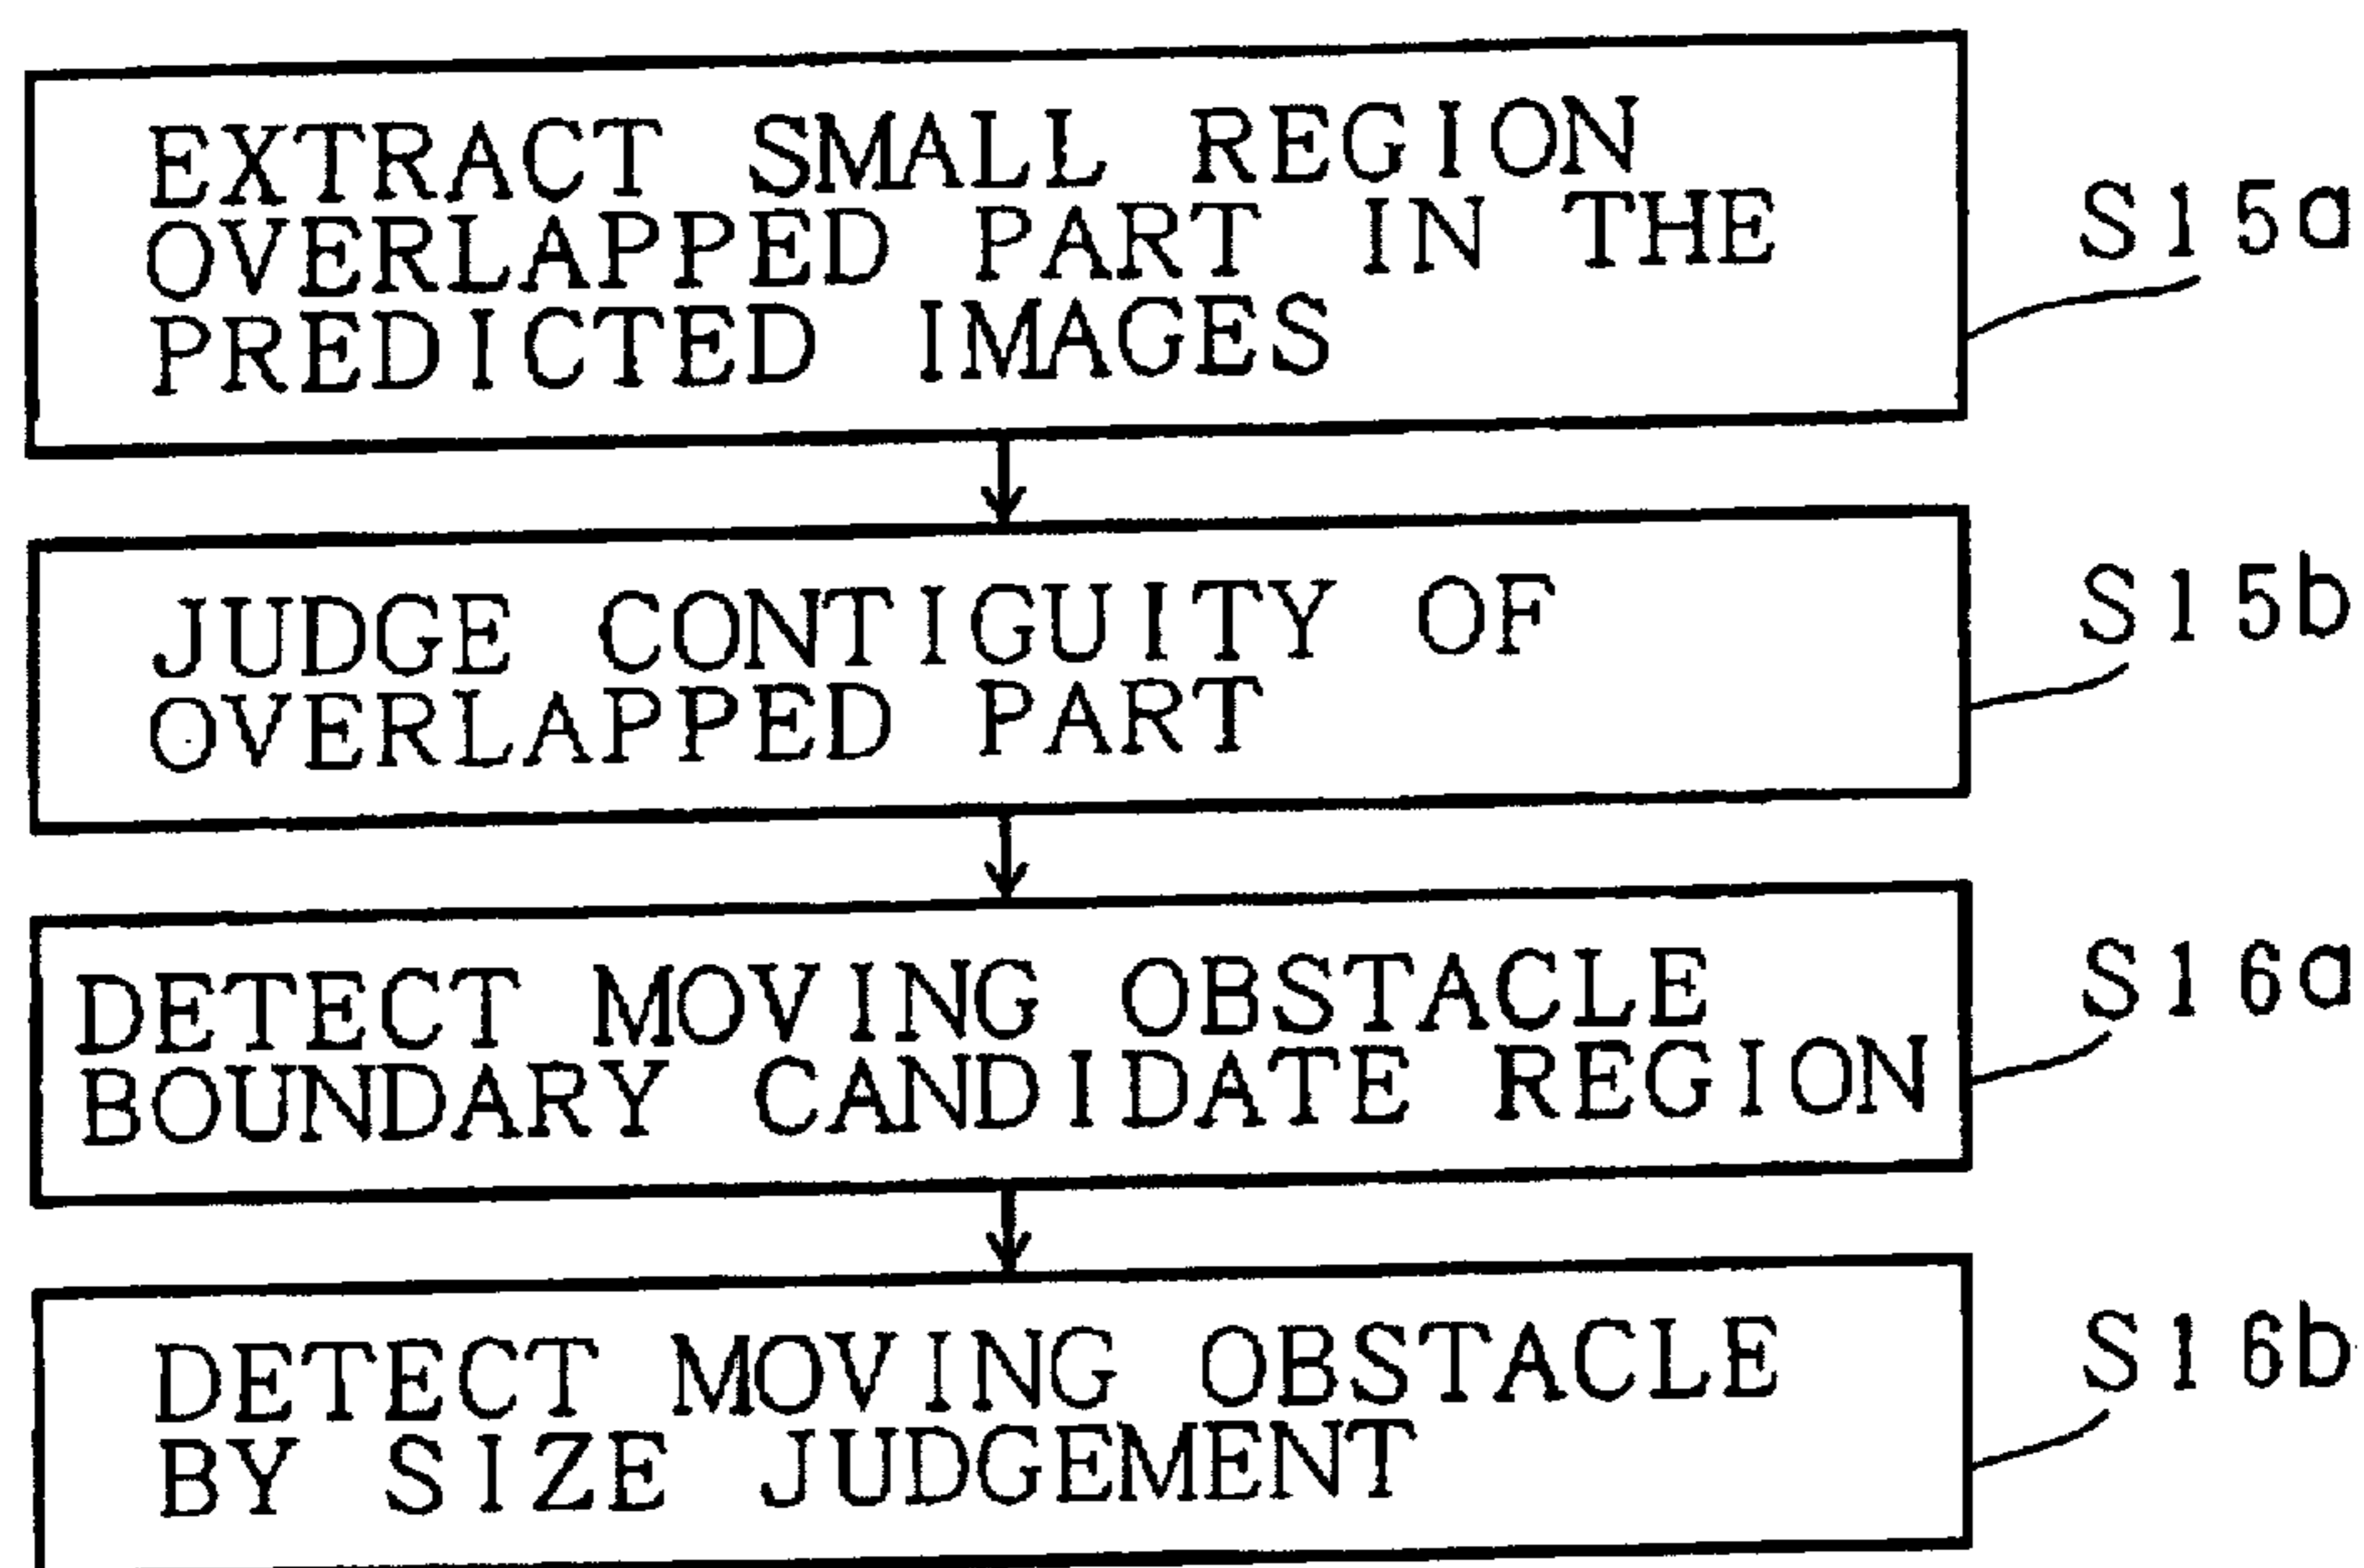 EXTRACT SMALL REGION
OVERLAPPED PART IN THE
PREDICTED IMAGES
S15a
JUDGE CONTIGUITY OF
OVERLAPPED PART
S15b
DETECT MOVING OBSTACLE
BOUNDARY CANDIDATE REGION
S16a
DETECT MOVING OBSTACLE
BY SIZE JUDGEMENT
S16b